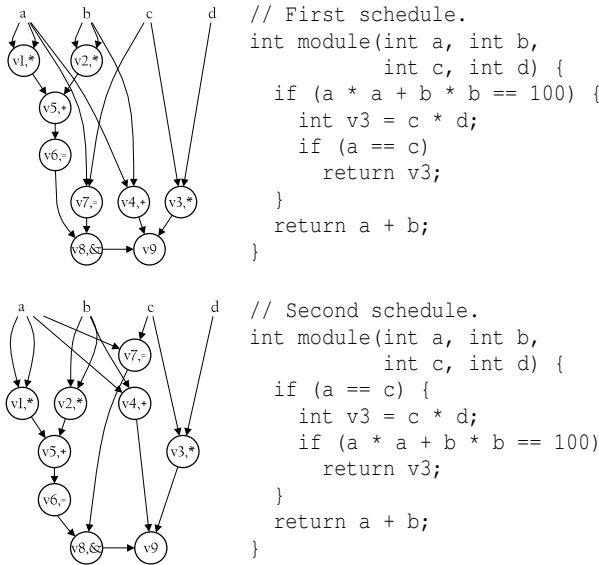 a b c d
v1,* v2,*
v5,+
v6,=
v7,= v4,+ v3,*
v8,& v9
// First schedule.
int module(int a, int b,
int c, int d) {
if (a * a + b * b == 100) {
int v3 = c * d;
if (a == c)
return v3;
}
return a + b;
}
a b c d
v7,=
v1,* v2,* v4,+
v5,+ v3,*
v6,=
v8,& v9
// Second schedule.
int module(int a, int b,
int c, int d) {
if (a == c) {
int v3 = c * d;
if (a * a + b * b == 100)
return v3;
}
return a + b;
}